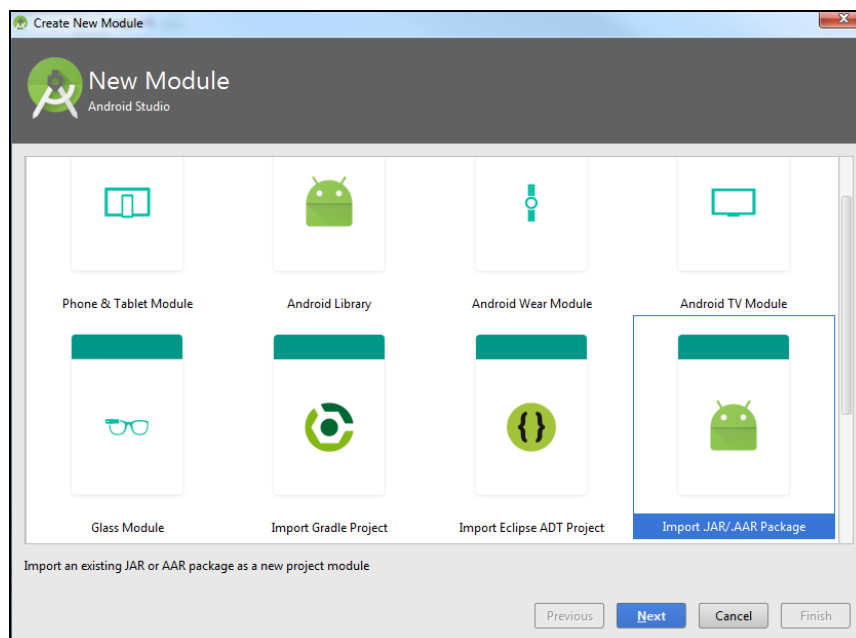 Create New Module
New Module
Android Studio
Phone & Tablet Module
Android Library
Android Wear Module
Android TV Module
Glass Module
Import Gradle Project
Import Eclipse ADT Project
Import .JAR/.AAR Package
Import an existing JAR or AAR package as a new project module
Previous
Next
Cancel
Finish